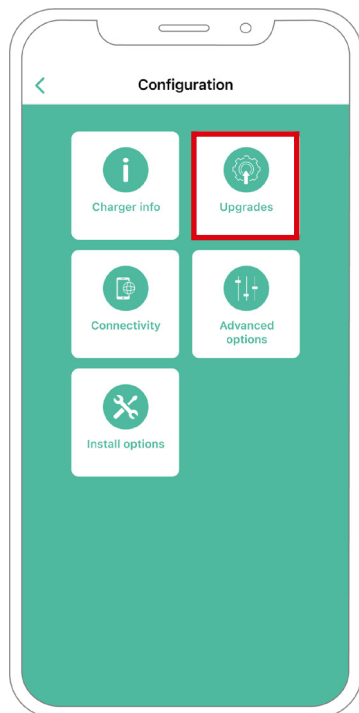 Configuration
Charger info
Upgrades
Connectivity
Advanced
options
Install options